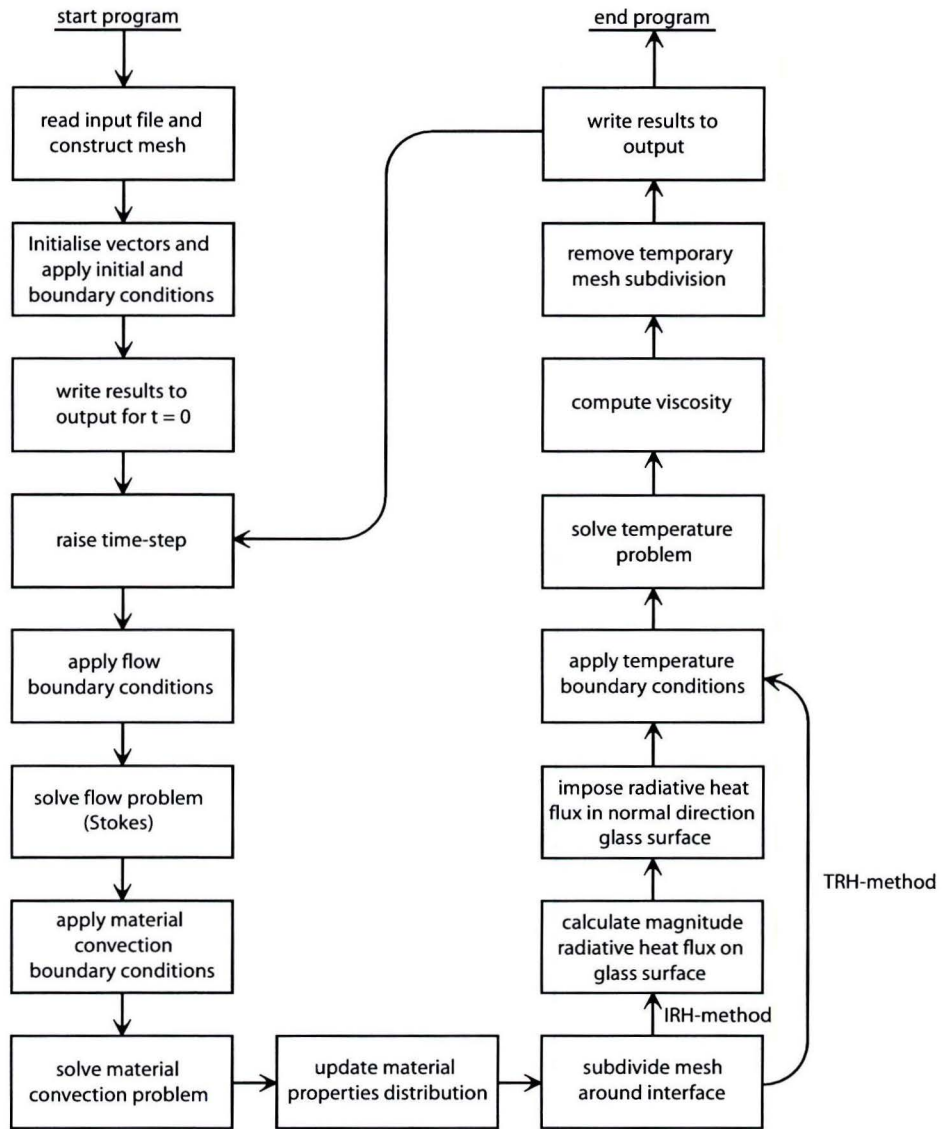 start program
read input file and
construct mesh
Initialise vectors and
apply initial and
boundary conditions
write results to
output for t = 0
raise time-step
apply flow
boundary conditions
solve flow problem
(Stokes)
apply material
convection
boundary conditions
solve material
convection problem
update material
properties distribution
subdivide mesh
around interface
IRH-method
TRH-method
calculate magnitude
radiative heat flux on
glass surface
impose radiative heat
flux in normal direction
glass surface
apply temperature
boundary conditions
solve temperature
problem
compute viscosity
remove temporary
mesh subdivision
write results to
output
end program